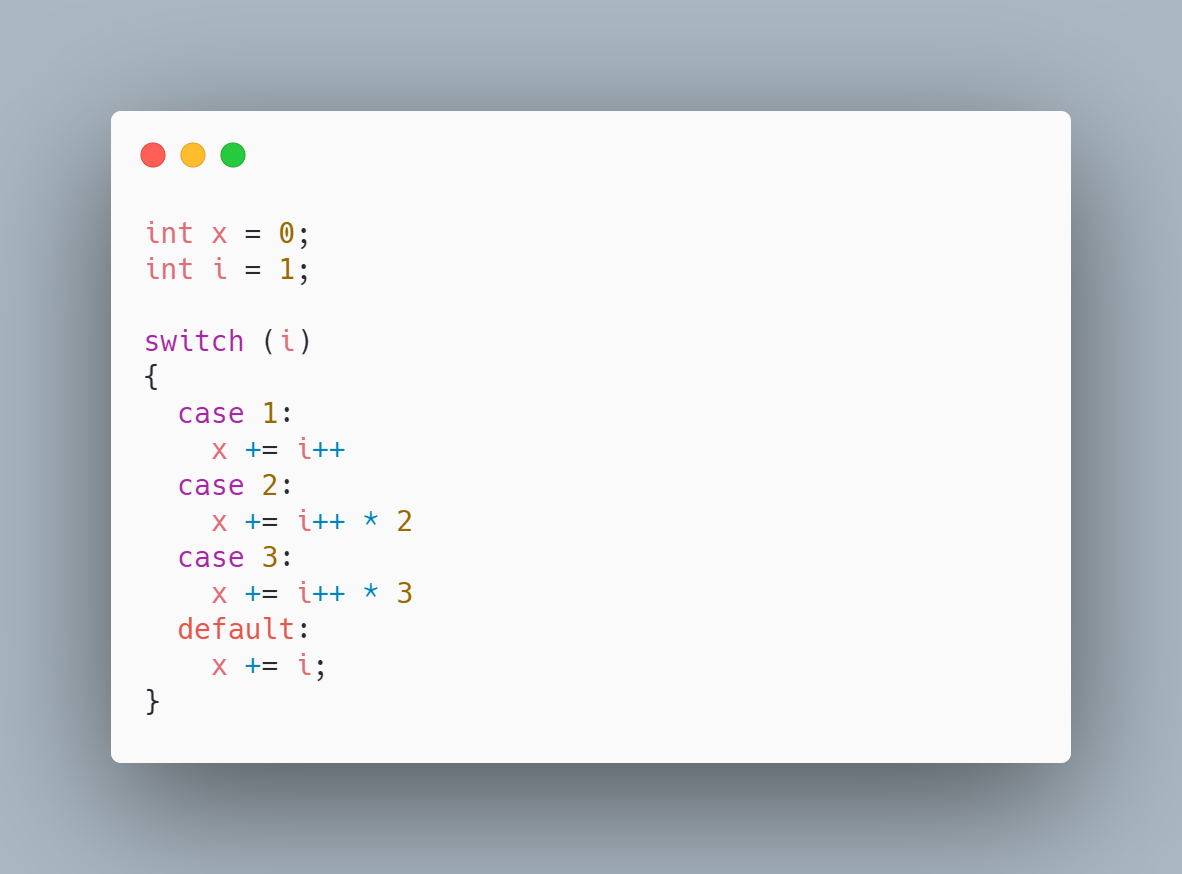 int x = 0;
int i = 1;

switch (i)
{
  case 1:
    x += i++
  case 2:
    x += i++ * 2
  case 3:
    x += i++ * 3
  default:
    x += i;
}